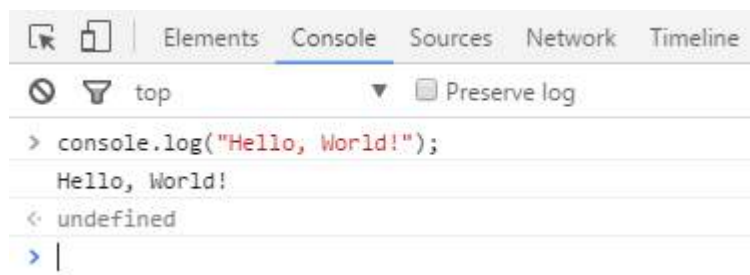 Elements Console Sources Network Timeline
top Preserve log
> console.log("Hello, World!");
Hello, World!
<· undefined
>